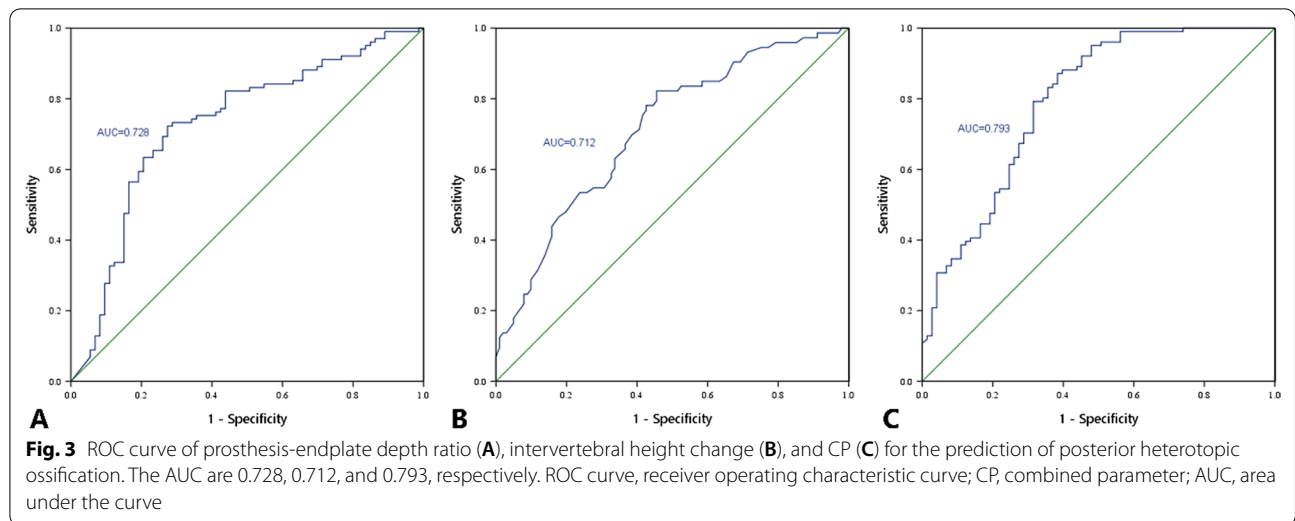 1.0
0.8
0.6
0.4
0.2
0.0
Sensitivity
AUC=0.728
0.0 0.2 0.4 0.6 0.8 1.0
1 - Specificity
A
1.0
0.8
0.6
0.4
0.2
0.0
Sensitivity
AUC=0.712
0.0 0.2 0.4 0.6 0.8 1.0
1 - Specificity
B
1.0
0.8
0.6
0.4
0.2
0.0
Sensitivity
AUC=0.793
0.0 0.2 0.4 0.6 0.8 1.0
1 - Specificity
C
Fig. 3 ROC curve of prosthesis-endplate depth ratio (A), intervertebral height change (B), and CP (C) for the prediction of posterior heterotopic
ossification. The AUC are 0.728, 0.712, and 0.793, respectively. ROC curve, receiver operating characteristic curve; CP, combined parameter; AUC, area
under the curve